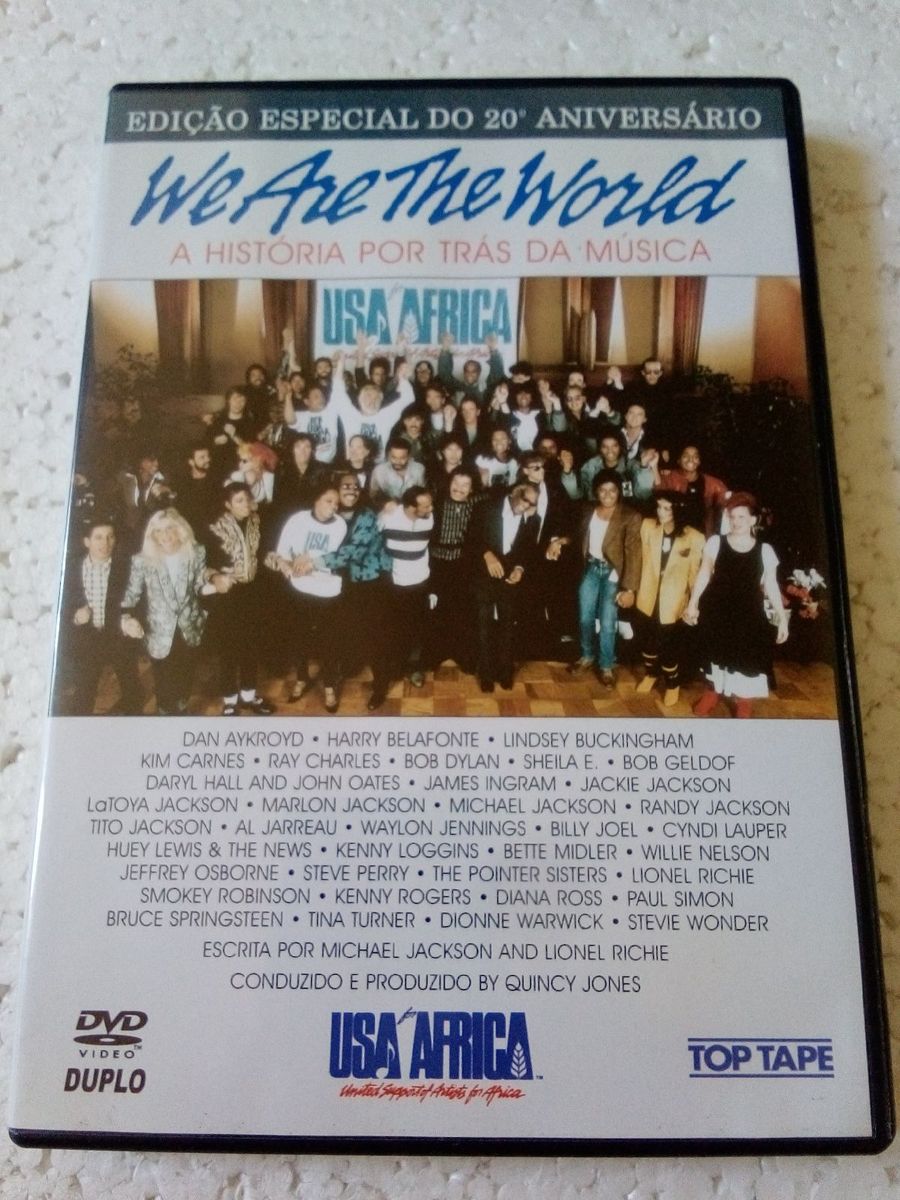 EDIÇÃO ESPECIAL DO 20º ANIVERSÁRIO
We Are The World
A HISTÓRIA POR TRÁS DA MÚSICA
USA for AFRICA
DAN AYKROYD • HARRY BELAFONTE • LINDSEY BUCKINGHAM
KIM CARNES • RAY CHARLES • BOB DYLAN • SHEILA E. • BOB GELDOF
DARYL HALL AND JOHN OATES • JAMES INGRAM • JACKIE JACKSON
LaTOYA JACKSON • MARLON JACKSON • MICHAEL JACKSON • RANDY JACKSON
TITO JACKSON • AL JARREAU • WAYLON JENNINGS • BILLY JOEL • CYNDI LAUPER
HUEY LEWIS & THE NEWS • KENNY LOGGINS • BETTE MIDLER • WILLIE NELSON
JEFFREY OSBORNE • STEVE PERRY • THE POINTER SISTERS • LIONEL RICHIE
SMOKEY ROBINSON • KENNY ROGERS • DIANA ROSS • PAUL SIMON
BRUCE SPRINGSTEEN • TINA TURNER • DIONNE WARWICK • STEVIE WONDER
ESCRITA POR MICHAEL JACKSON AND LIONEL RICHIE
CONDUZIDO E PRODUZIDO BY QUINCY JONES
DVD
VIDEO™
DUPLO
USA for AFRICA™
United Support of Artists for Africa
TOP TAPE